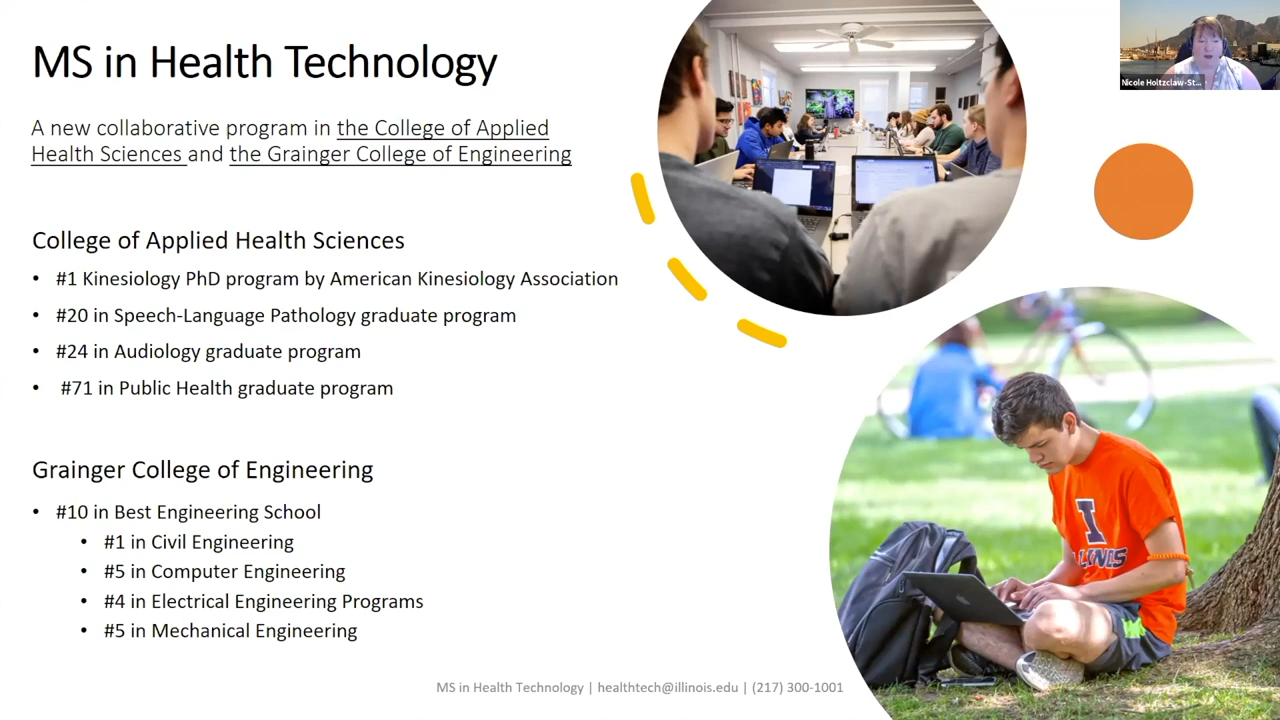 MS in Health Technology
Nicole Holtzclaw-St...
A new collaborative program in the College of Applied
Health Sciences and the Grainger College of Engineering
College of Applied Health Sciences
• #1 Kinesiology PhD program by American Kinesiology Association
• #20 in Speech-Language Pathology graduate program
• #24 in Audiology graduate program
• #71 in Public Health graduate program
Grainger College of Engineering
• #10 in Best Engineering School
• #1 in Civil Engineering
• #5 in Computer Engineering
• #4 in Electrical Engineering Programs
• #5 in Mechanical Engineering
I
ILLINOIS
MS in Health Technology | healthtech@illinois.edu | (217) 300-1001